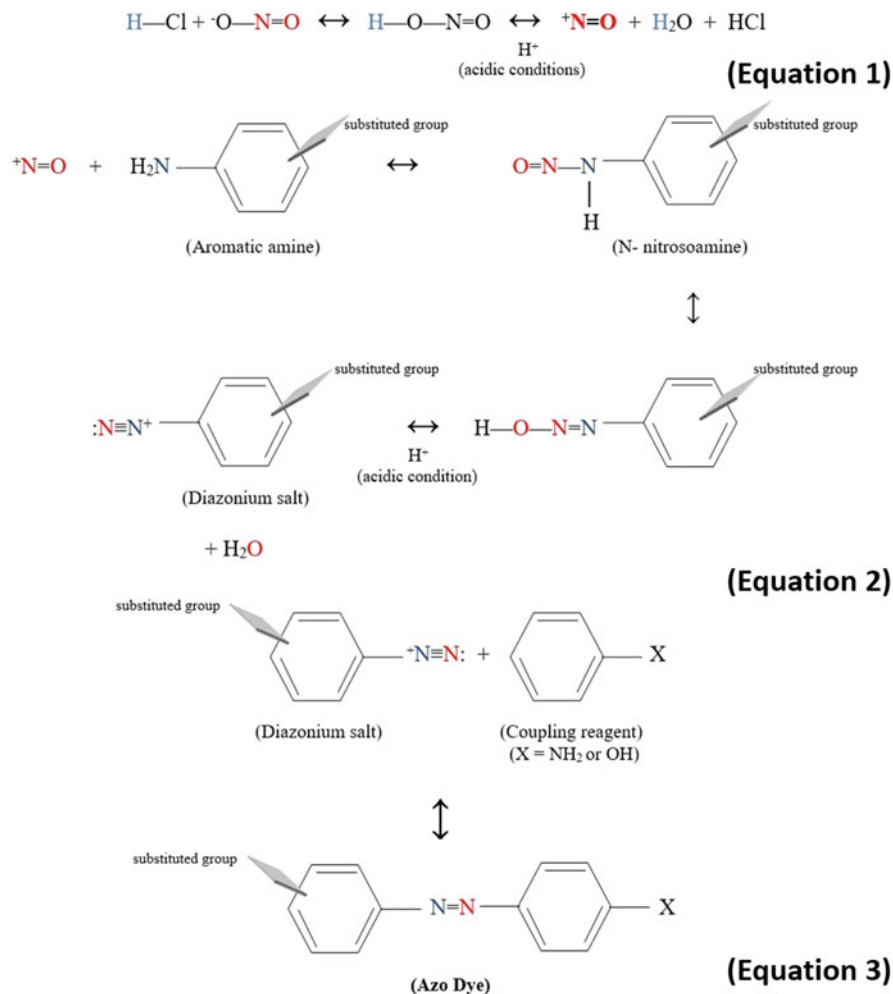 H—Cl + ⁻O—N=O ↔ H—O—N=O ↔ ⁺N=O + H₂O + HCl
H⁺
(acidic conditions)
(Equation 1)
substituted group
substituted group
⁺N=O + H₂N ↔ O=N—N
H
(Aromatic amine)
(N- nitrosoamine)
↕
substituted group
substituted group
:N≡N⁺ ↔ H—O—N=N
H⁺
(acidic condition)
(Diazonium salt)
+ H₂O
(Equation 2)
substituted group
⁺N≡N: + X
(Diazonium salt)
(Coupling reagent)
(X = NH₂ or OH)
↕
substituted group
N=N X
(Azo Dye)
(Equation 3)